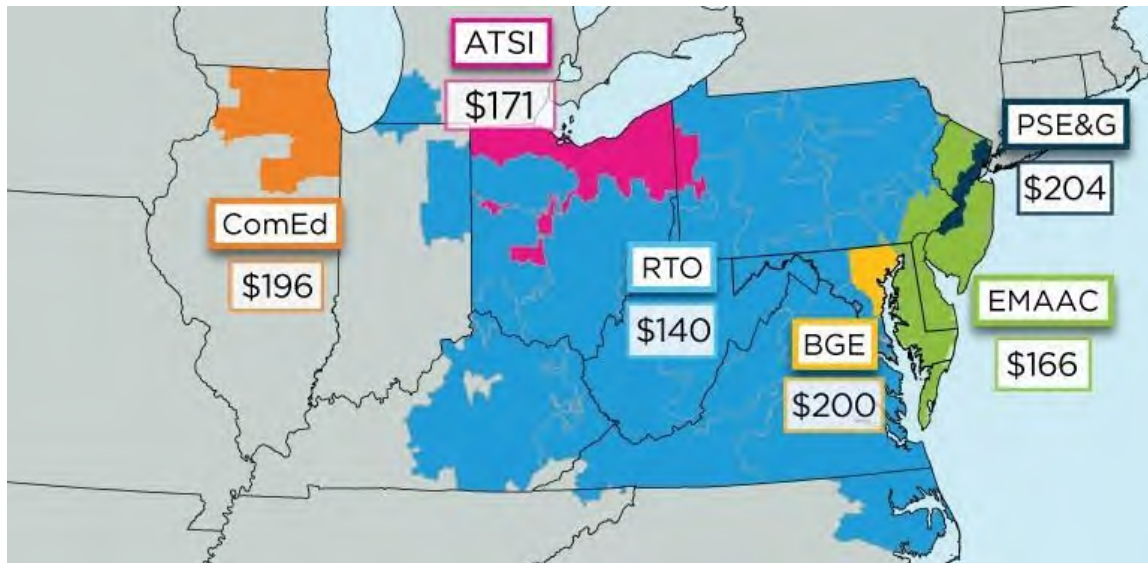 ATSI
$171
PSE&G
$204
ComEd
$196
RTO
$140
EMAAC
$166
BGE
$200